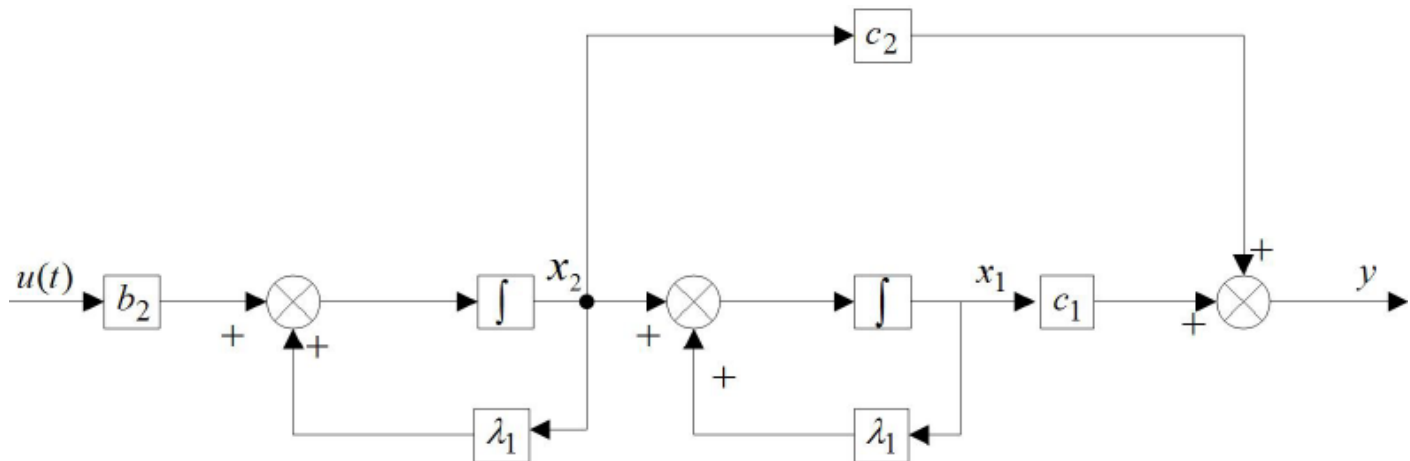 c₂
+
u(t) b₂ ∫ x₂ ∫ x₁ c₁ y
+ + + +
+
λ₁ λ₁